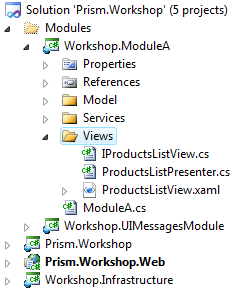 Solution 'Prism.Workshop' (5 projects)
Modules
Workshop.ModuleA
Properties
References
Model
Services
Views
IProductsListView.cs
ProductsListPresenter.cs
ProductsListView.xaml
ModuleA.cs
Workshop.UIMessagesModule
Prism.Workshop
Prism.Workshop.Web
Workshop.Infrastructure